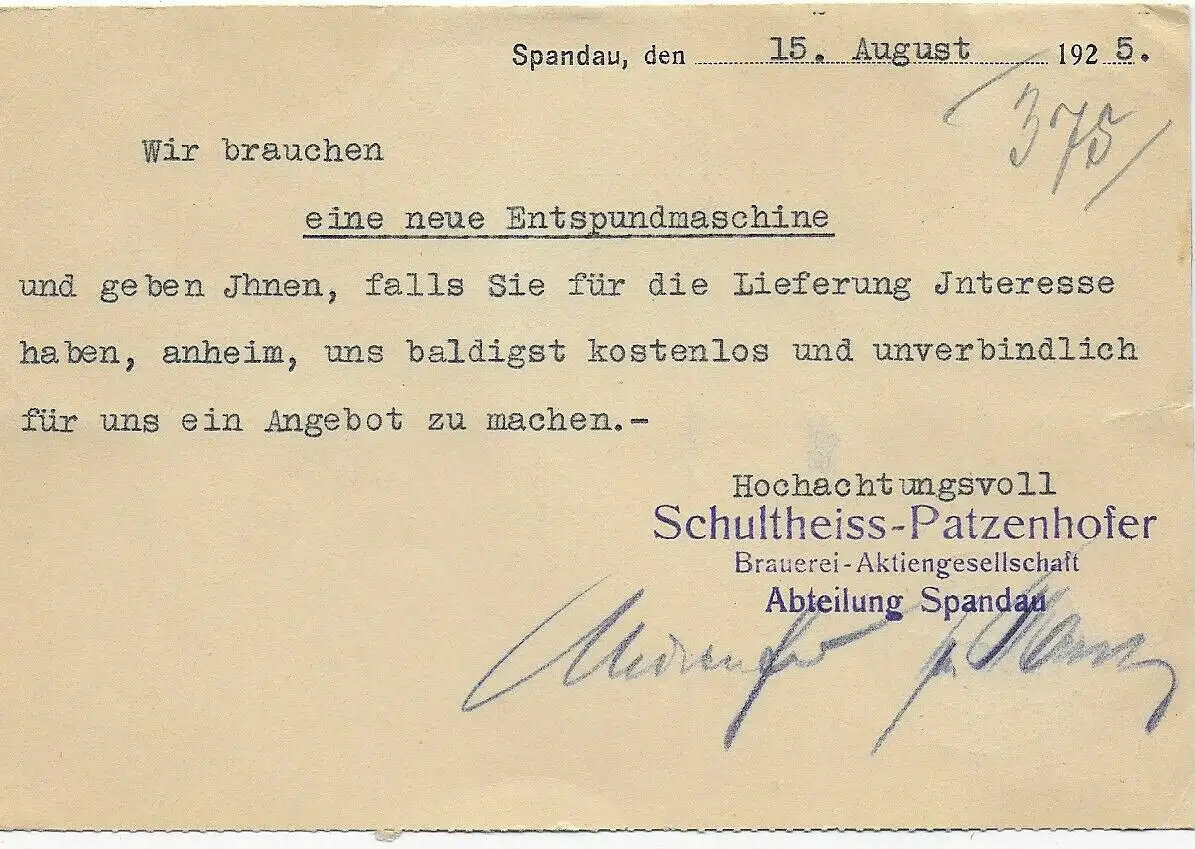 Spandau, den 15. August 1925.
375
Wir brauchen
eine neue Entspundmaschine
und geben Jhnen, falls Sie für die Lieferung Jnteresse
haben, anheim, uns baldigst kostenlos und unverbindlich
für uns ein Angebot zu machen.-
Hochachtungsvoll
Schultheiss-Patzenhofer
Brauerei-Aktiengesellschaft
Abteilung Spandau